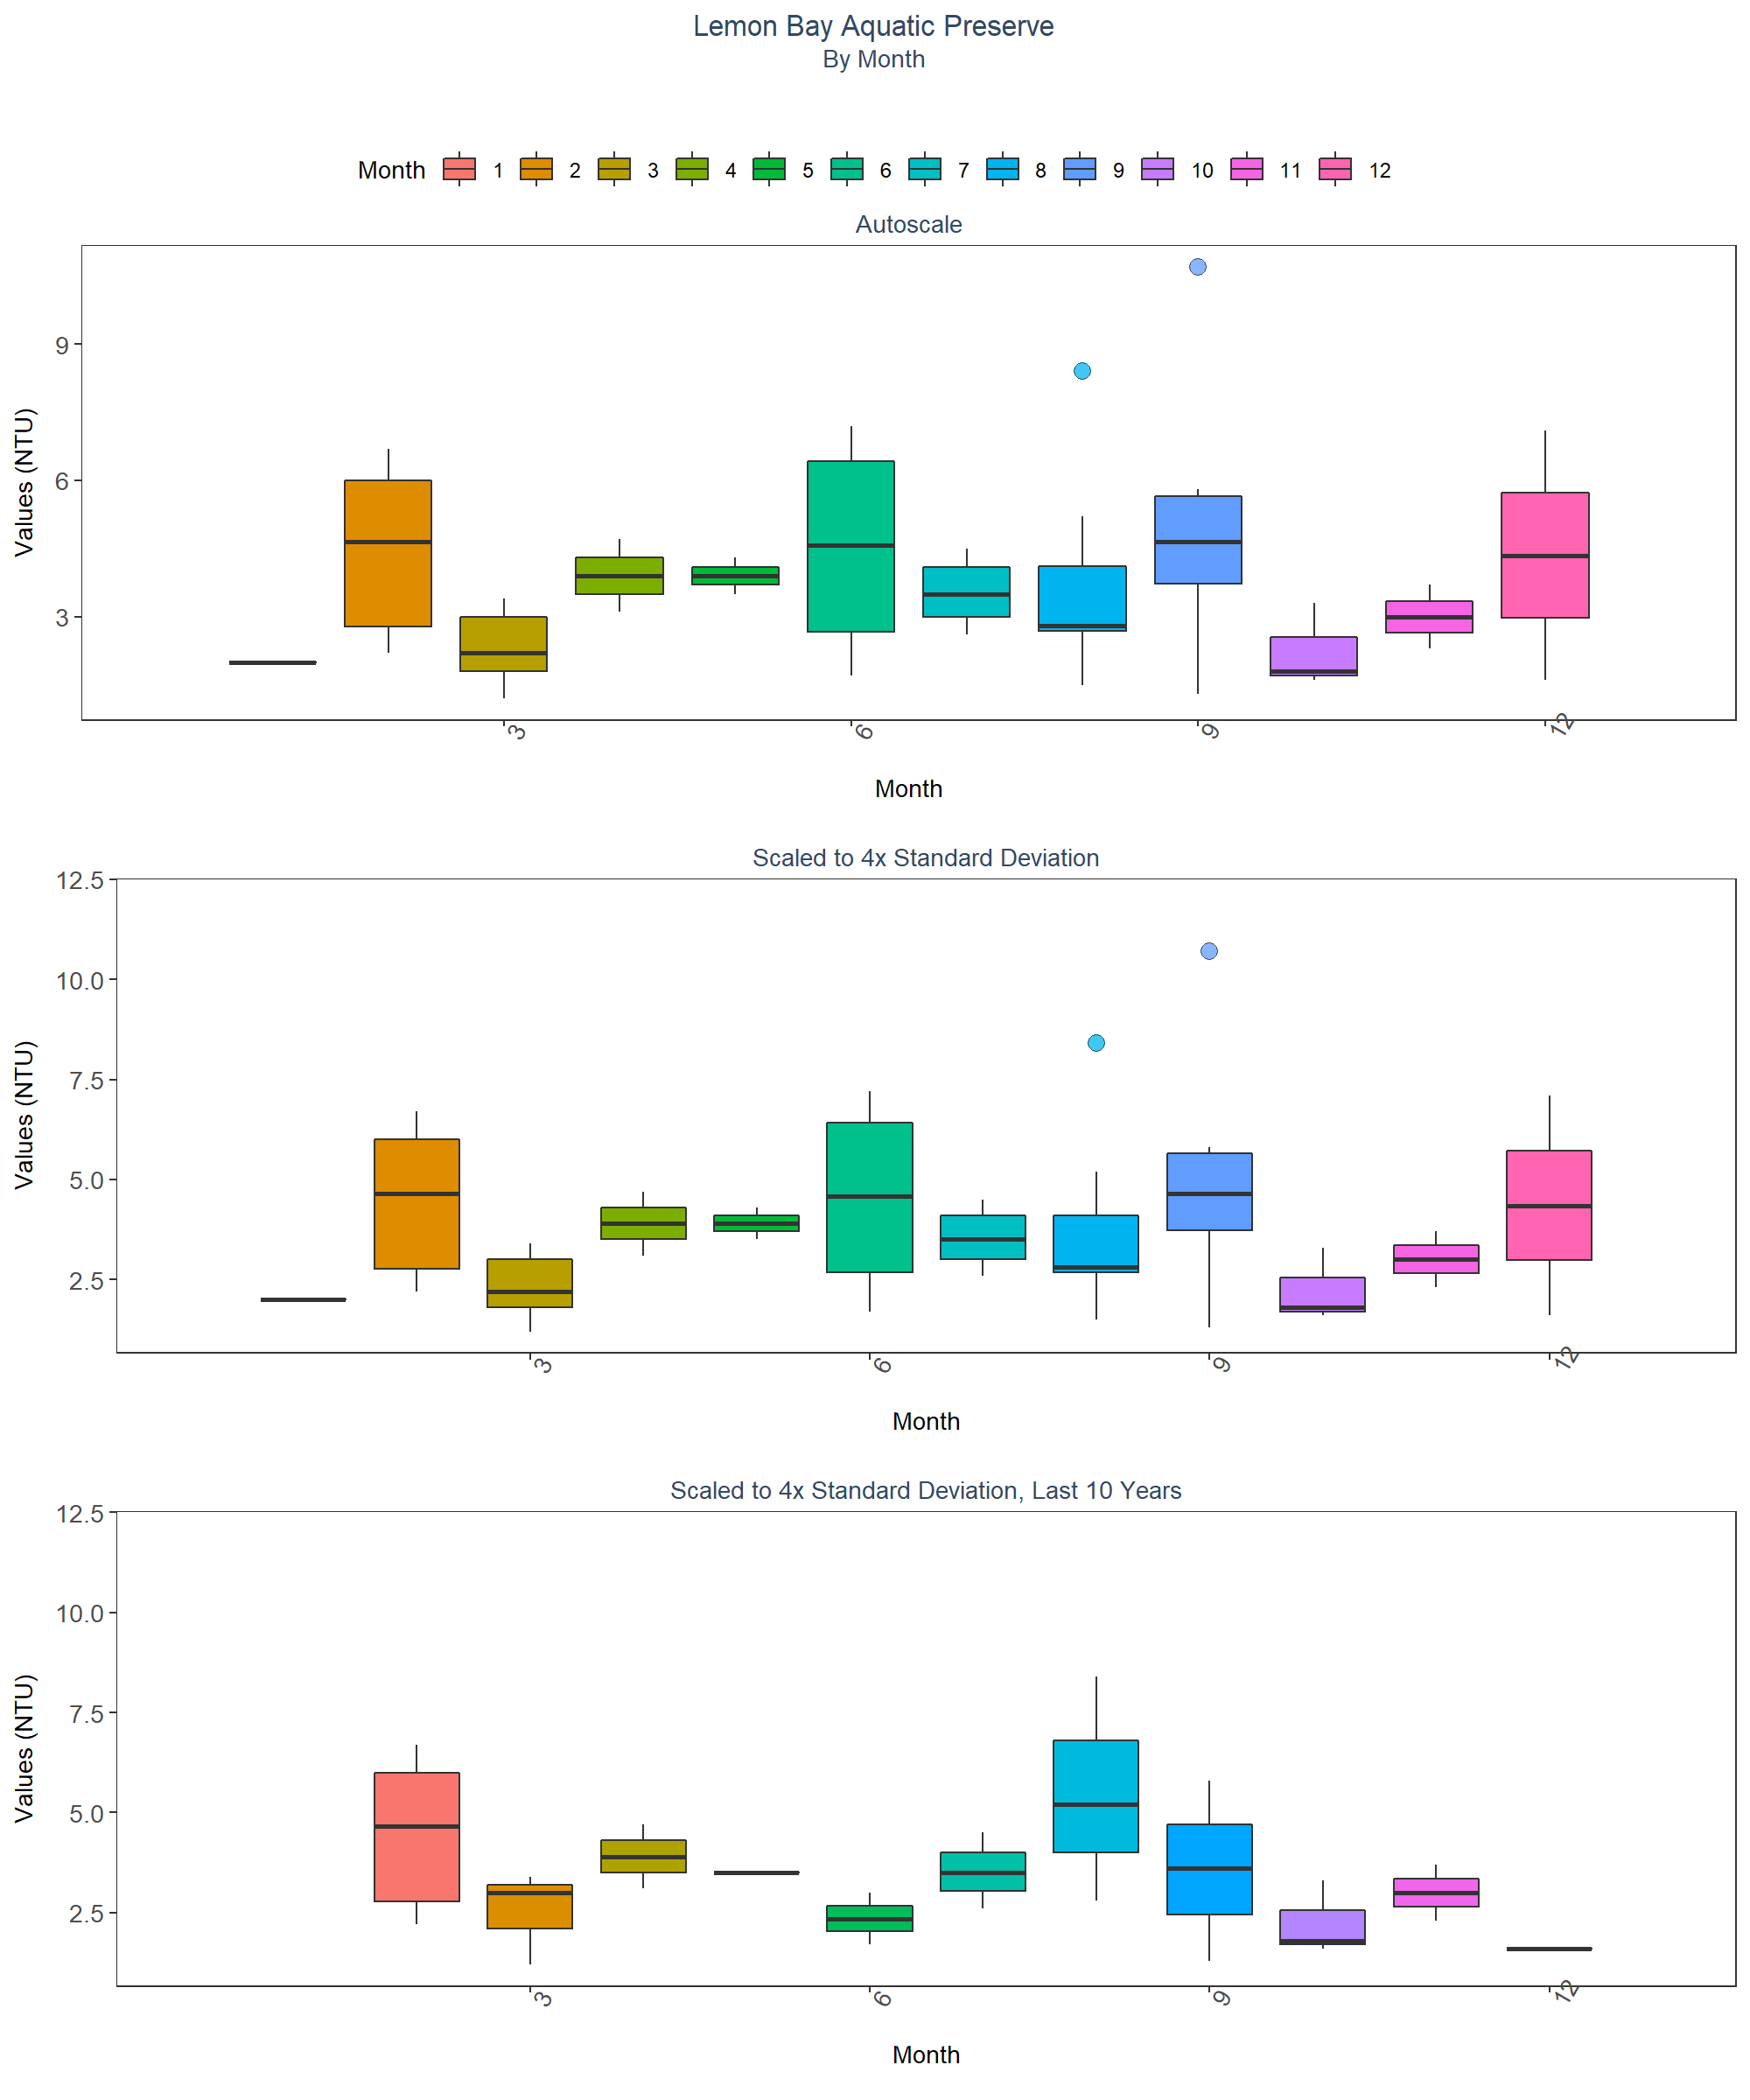 Lemon Bay Aquatic Preserve
By Month
Month 1 2 3 4 5 6 7 8 9 10 11 12
Autoscale
Values (NTU)
9
6
3
3 6 9 12
Month
Scaled to 4x Standard Deviation
Values (NTU)
12.5
10.0
7.5
5.0
2.5
3 6 9 12
Month
Scaled to 4x Standard Deviation, Last 10 Years
Values (NTU)
12.5
10.0
7.5
5.0
2.5
3 6 9 12
Month